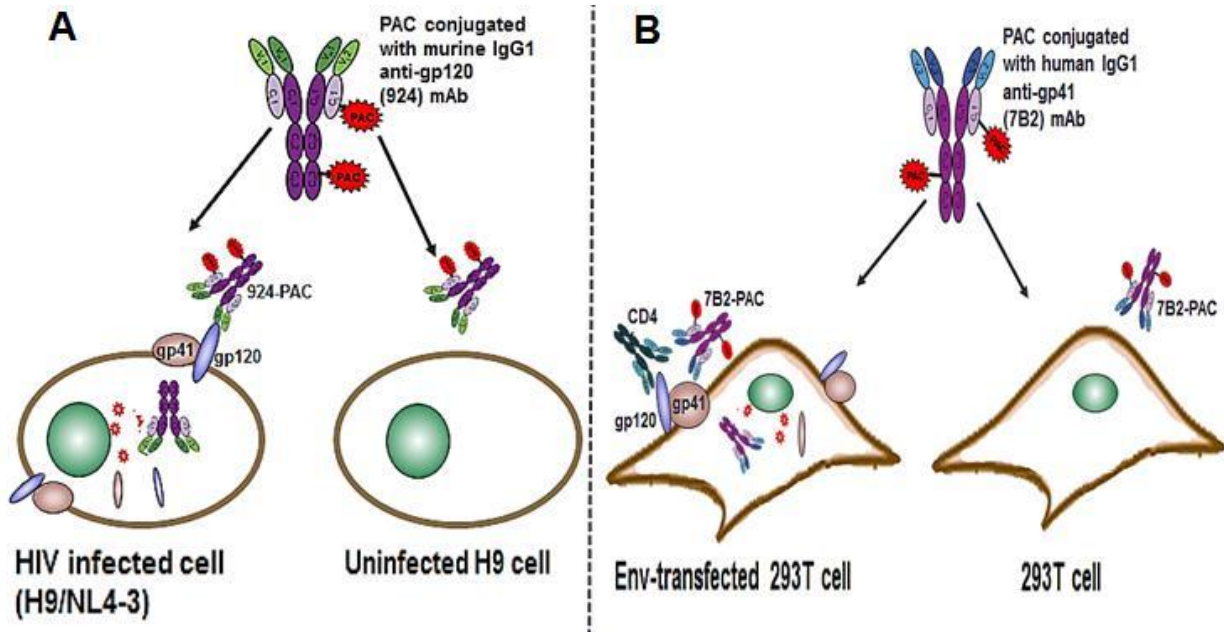 A
PAC conjugated
with murine IgG1
anti-gp120
(924) mAb
PAC
PAC
924-PAC
gp41
gp120
HIV infected cell
(H9/NL4-3)
Uninfected H9 cell
B
PAC conjugated
with human IgG1
anti-gp41
(7B2) mAb
PAC
PAC
CD4
7B2-PAC
gp120
gp41
7B2-PAC
Env-transfected 293T cell
293T cell